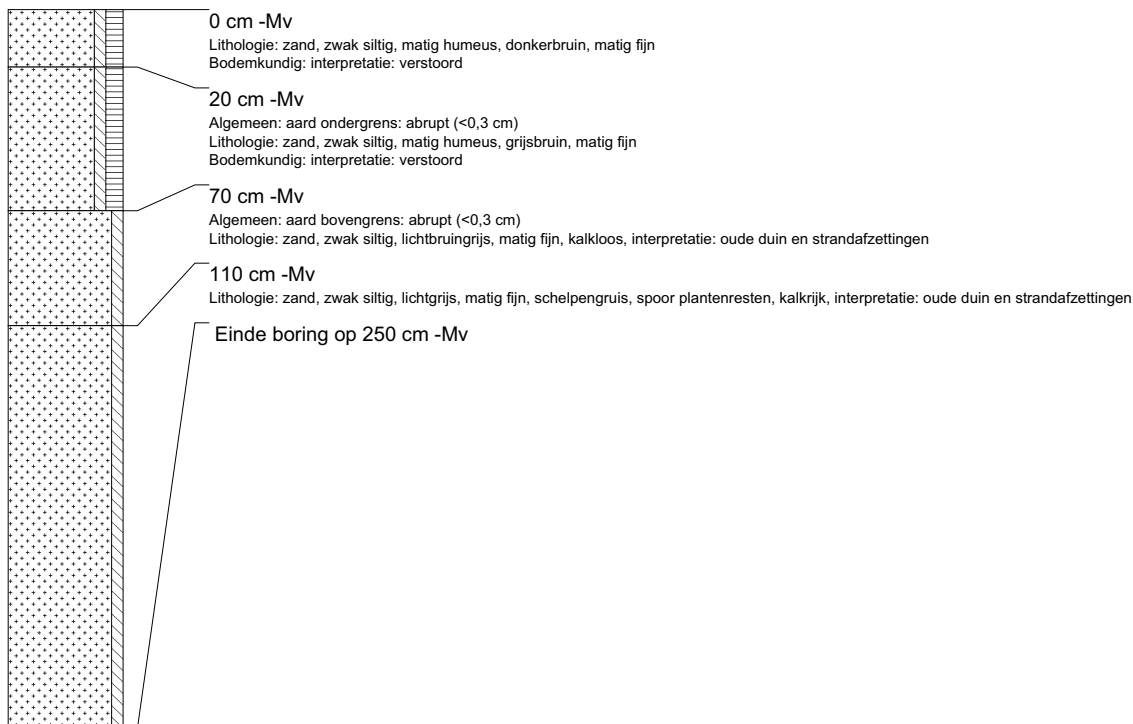 0 cm -Mv
Lithologie: zand, zwak siltig, matig humeus, donkerbruin, matig fijn
Bodemkundig: interpretatie: verstoord
20 cm -Mv
Algemeen: aard ondergrens: abrupt (<0,3 cm)
Lithologie: zand, zwak siltig, matig humeus, grijsbruin, matig fijn
Bodemkundig: interpretatie: verstoord
70 cm -Mv
Algemeen: aard bovengrens: abrupt (<0,3 cm)
Lithologie: zand, zwak siltig, lichtbruingrijs, matig fijn, kalkloos, interpretatie: oude duin en strandafzettingen
110 cm -Mv
Lithologie: zand, zwak siltig, lichtgrijs, matig fijn, schelpengruis, spoor plantenresten, kalkrijk, interpretatie: oude duin en strandafzettingen
Einde boring op 250 cm -Mv